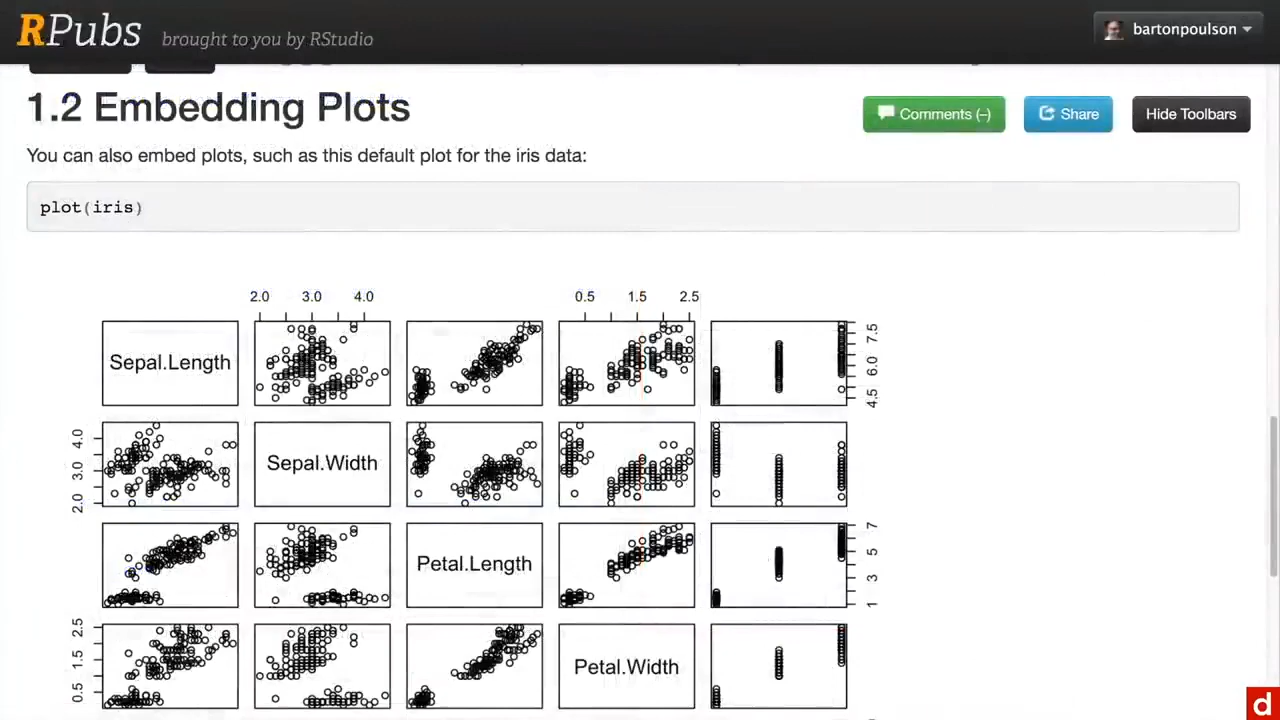 RPubs brought to you by RStudio
bartonpoulson
1.2 Embedding Plots
Comments (–)
Share
Hide Toolbars
You can also embed plots, such as this default plot for the iris data:
plot(iris)
2.0 3.0 4.0
0.5 1.5 2.5
Sepal.Length
4.5 6.0 7.5
2.0 3.0 4.0
Sepal.Width
Petal.Length
1 3 5 7
0.5 1.5 2.5
Petal.Width
d